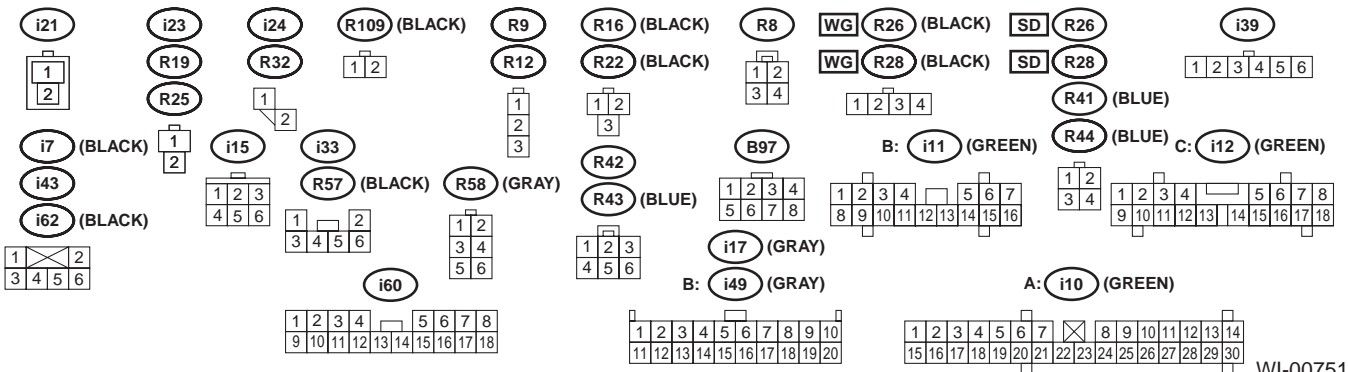 i21 i23 i24 R109 (BLACK) R9 R16 (BLACK) R8 WG R26 (BLACK) SD R26 i39
R19 R32 R12 R22 (BLACK) WG R28 (BLACK) SD R28
1 2
1 2
1 2 3 4 5 6
1
2
R25
R41 (BLUE)
1
2
1
2
3
1 2
3
1 2
3 4
1 2 3 4
i7 (BLACK)
1
2
i15 i33 R42 B97 B: i11 (GREEN) R44 (BLUE) C: i12 (GREEN)
i43 R57 (BLACK) R58 (GRAY) R43 (BLUE)
i62 (BLACK)
1 2 3
4 5 6
1 2
3 4 5 6
1 2
3 4
5 6
1 2 3
4 5 6
1 2 3 4
5 6 7 8
1 2 3 4 5 6 7
8 9 10 11 12 13 14 15 16
1 2
3 4
1 2 3 4 5 6 7 8
9 10 11 12 13 14 15 16 17 18
1 2
3 4 5 6
i17 (GRAY)
i60 B: i49 (GRAY) A: i10 (GREEN)
1 2 3 4 5 6 7 8
9 10 11 12 13 14 15 16 17 18
1 2 3 4 5 6 7 8 9 10
11 12 13 14 15 16 17 18 19 20
1 2 3 4 5 6 7 8 9 10 11 12 13 14
15 16 17 18 19 20 21 22 23 24 25 26 27 28 29 30
WI-00751